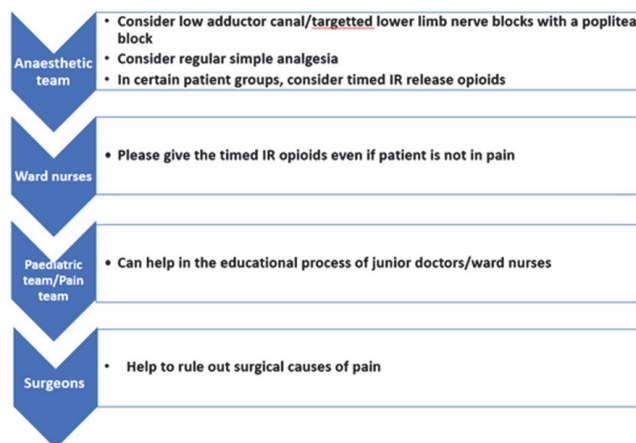 Anaesthetic
team
• Consider low adductor canal/targetted lower limb nerve blocks with a poplitea
block
• Consider regular simple analgesia
• In certain patient groups, consider timed IR release opioids
Ward nurses
• Please give the timed IR opioids even if patient is not in pain
Paediatric
team/Pain
team
• Can help in the educational process of junior doctors/ward nurses
Surgeons
• Help to rule out surgical causes of pain